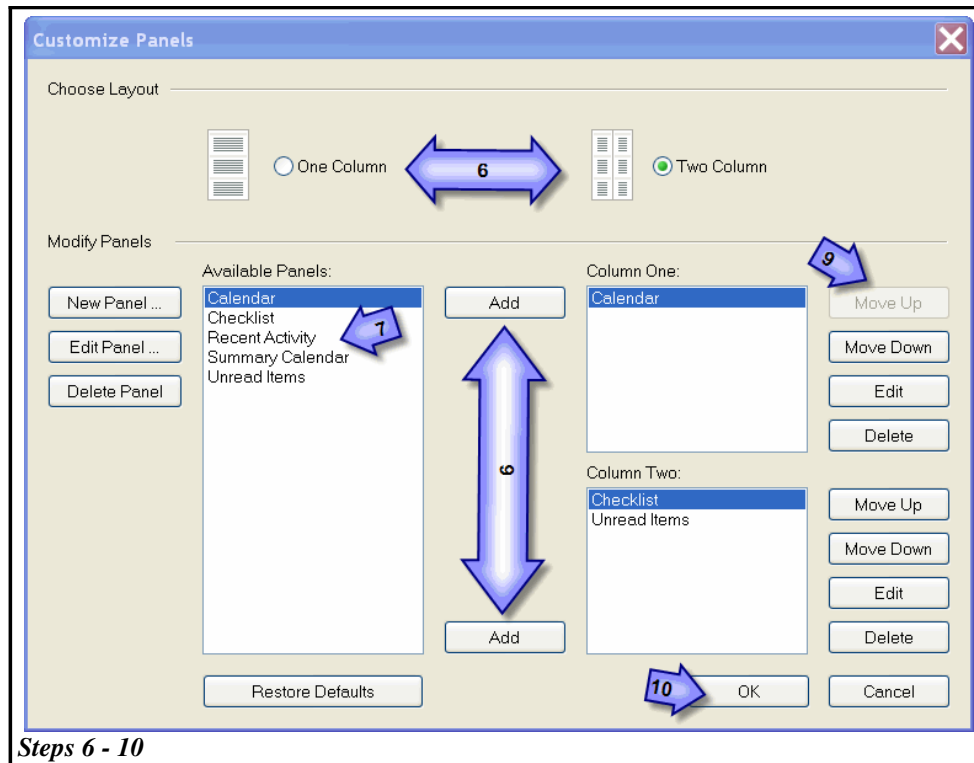 Customize Panels
Choose Layout
One Column
6
Two Column
Modify Panels
New Panel ...
Edit Panel ...
Delete Panel
Available Panels:
Calendar
Checklist
Recent Activity
Summary Calendar
Unread Items
7
Add
6
Add
Column One:
Calendar
9
Move Up
Move Down
Edit
Delete
Column Two:
Checklist
Unread Items
Move Up
Move Down
Edit
Delete
Restore Defaults
10
OK
Cancel
Steps 6 - 10